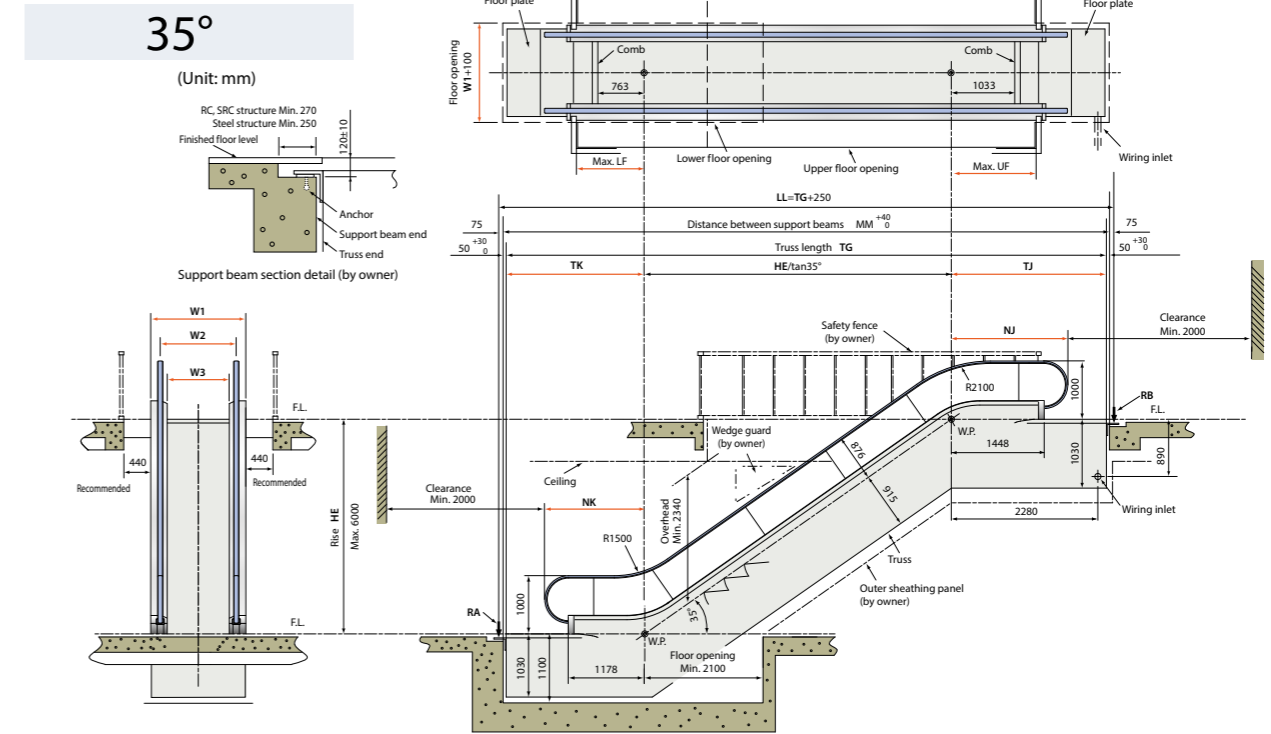 Floor plate
Floor plate
35°
(Unit: mm)
Floor opening
W1+100
Comb
Comb
763
1033
RC, SRC structure Min. 270
Steel structure Min. 250
Finished floor level
120±10
Anchor
Support beam end
Truss end
Support beam section detail (by owner)
Max. LF
Lower floor opening
Upper floor opening
Max. UF
Wiring inlet
LL=TG+250
75
Distance between support beams MM +40 0
75
50 +30 0
Truss length TG
50 +30 0
TK
HE/tan35°
TJ
W1
W2
W3
F.L.
440
Recommended
440
Recommended
Rise HE
Max. 6000
F.L.
Clearance
Min. 2000
Safety fence
(by owner)
NJ
Clearance
Min. 2000
R2100
1000
RB
F.L.
W.P.
1448
1030
890
Wiring inlet
2280
Wedge guard
(by owner)
Ceiling
876
915
Overhead
Min. 2340
NK
R1500
Truss
Outer sheathing panel
(by owner)
1000
RA
35°
W.P.
Floor opening
Min. 2100
1030
1100
1178